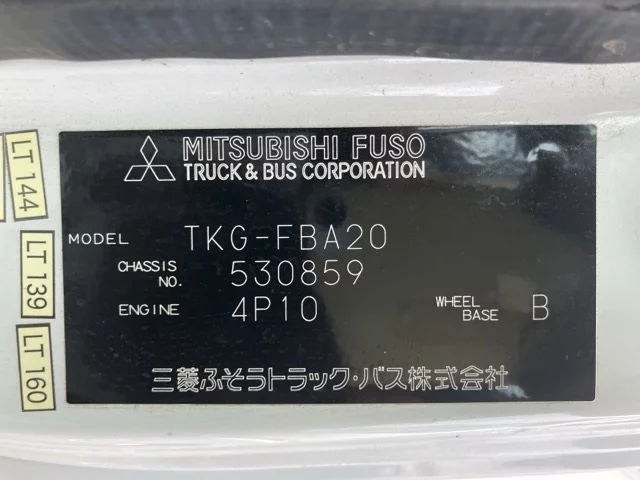 MITSUBISHI FUSO
TRUCK & BUS CORPORATION
MODEL TKG-FBA20
CHASSIS NO. 530859
ENGINE 4P10 WHEEL BASE B
三菱ふそうトラック・バス株式会社
LT 144
LT 139
LT 160